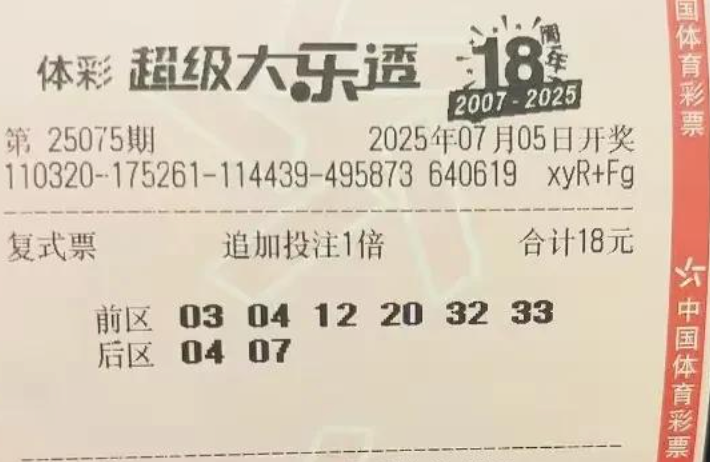 体彩 超级大乐透 18周年
2007-2025
第 25075期 2025年07月05日开奖
110320-175261-114439-495873 640619 xyR+Fg
复式票 追加投注1倍 合计18元
前区 03 04 12 20 32 33
后区 04 07
国体育彩票
中国体育彩票